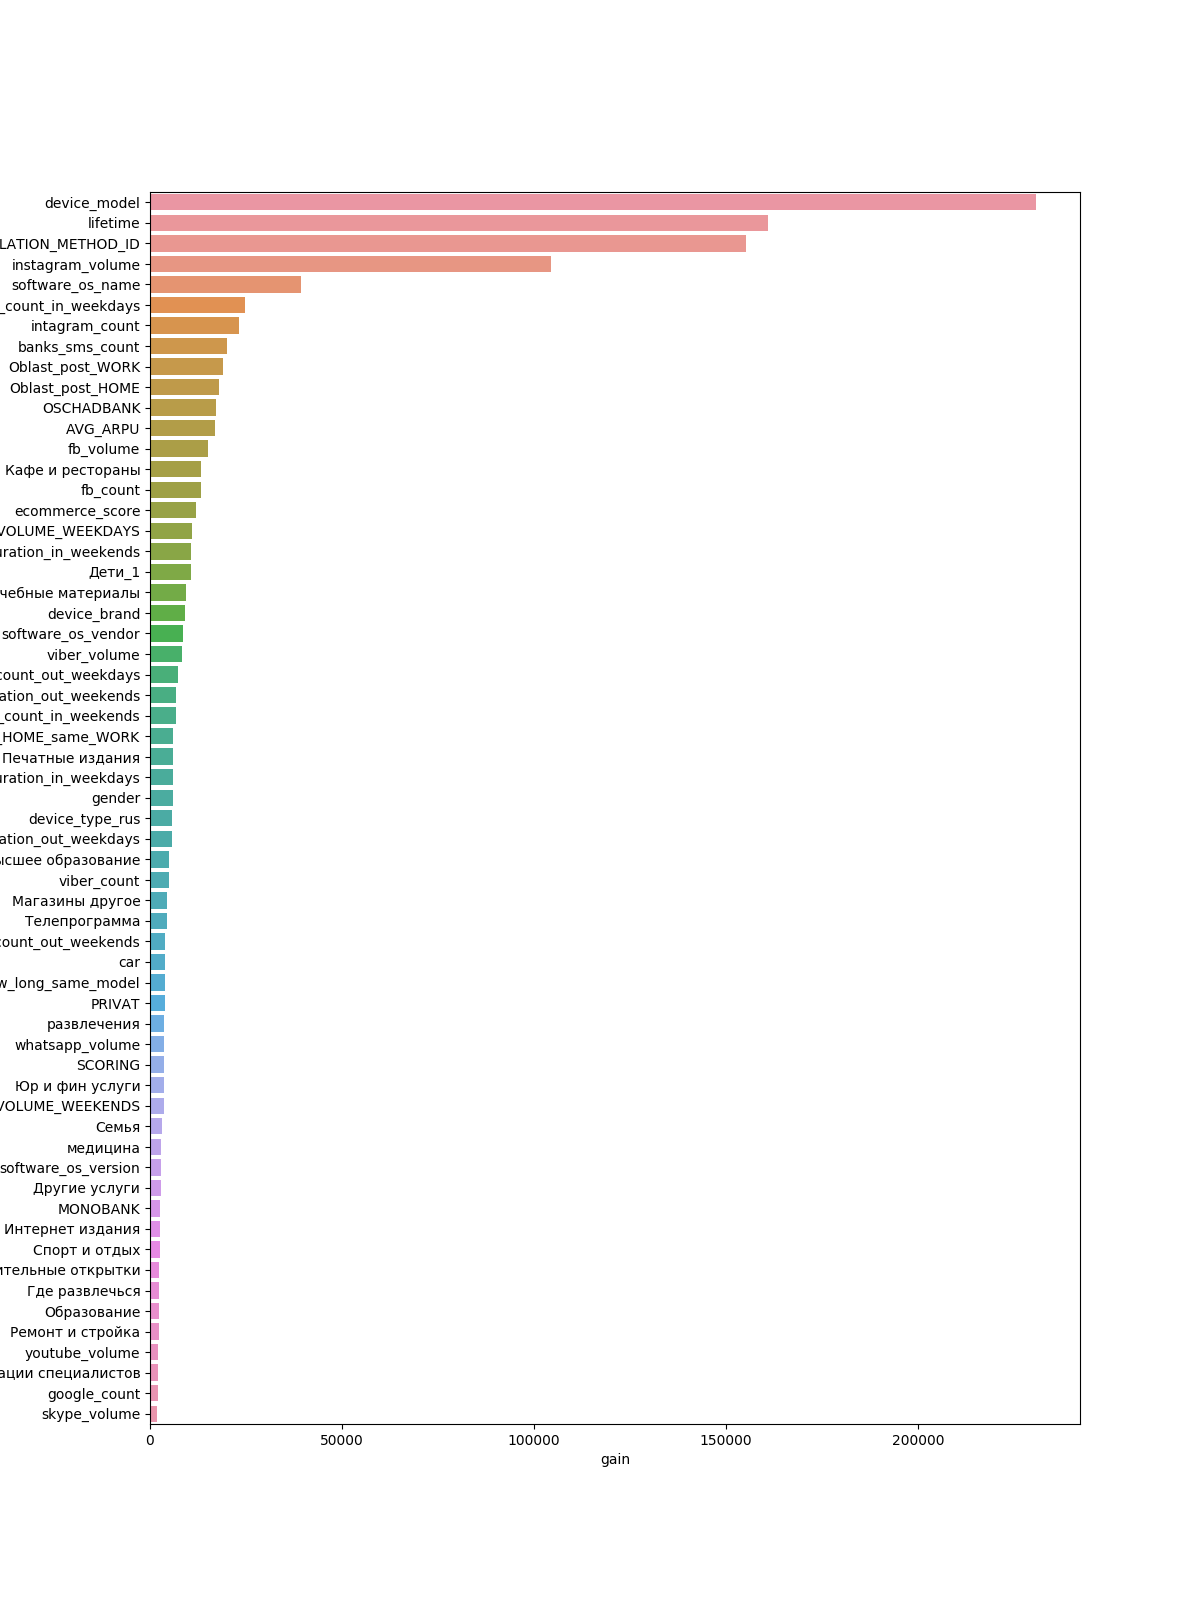 device_model
lifetime
LATION_METHOD_ID
instagram_volume
software_os_name
_count_in_weekdays
intagram_count
banks_sms_count
Oblast_post_WORK
Oblast_post_HOME
OSCHADBANK
AVG_ARPU
fb_volume
Кафе и рестораны
fb_count
ecommerce_score
VOLUME_WEEKDAYS
uration_in_weekends
Дети_1
чебные материалы
device_brand
software_os_vendor
viber_volume
count_out_weekdays
ation_out_weekends
_count_in_weekends
_HOME_same_WORK
Печатные издания
uration_in_weekdays
gender
device_type_rus
ation_out_weekdays
ысшее образование
viber_count
Магазины другое
Телепрограмма
count_out_weekends
car
w_long_same_model
PRIVAT
развлечения
whatsapp_volume
SCORING
Юр и фин услуги
VOLUME_WEEKENDS
Семья
медицина
software_os_version
Другие услуги
MONOBANK
Интернет издания
Спорт и отдых
ительные открытки
Где развлечься
Образование
Ремонт и стройка
youtube_volume
ации специалистов
google_count
skype_volume
0 50000 100000 150000 200000
gain